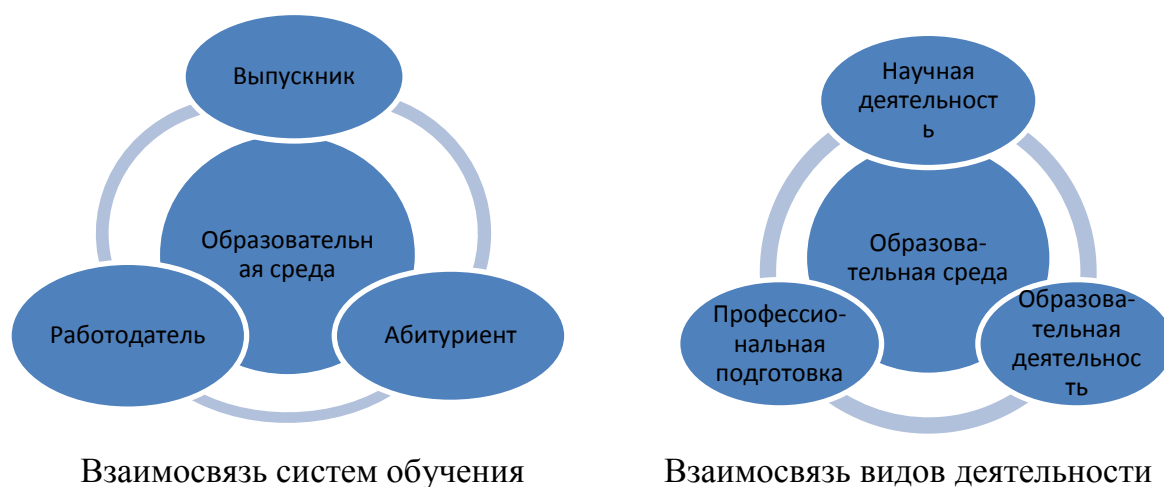 Выпускник
Образовательн
ая среда
Работодатель
Абитуриент
Взаимосвязь систем обучения
Научная
деятельност
ь
Образова-
тельная среда
Профессио-
нальная
подготовка
Образова-
тельная
деятельнос
ть
Взаимосвязь видов деятельности